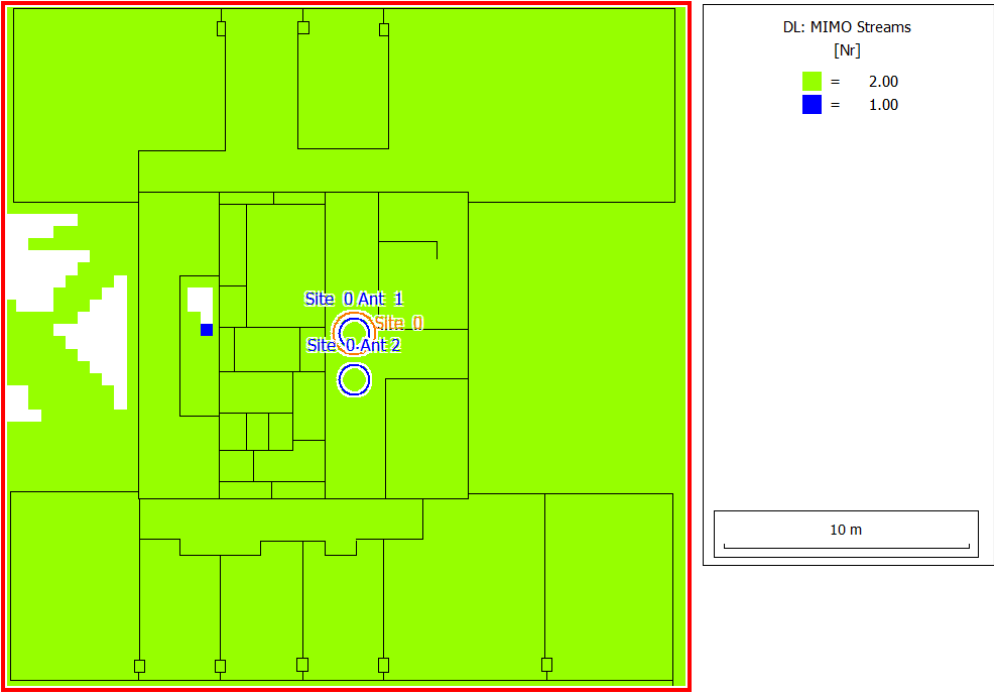 Site 0 Ant 1
Site 0
Site 0 Ant 2
DL: MIMO Streams
[Nr]
= 2.00
= 1.00
10 m